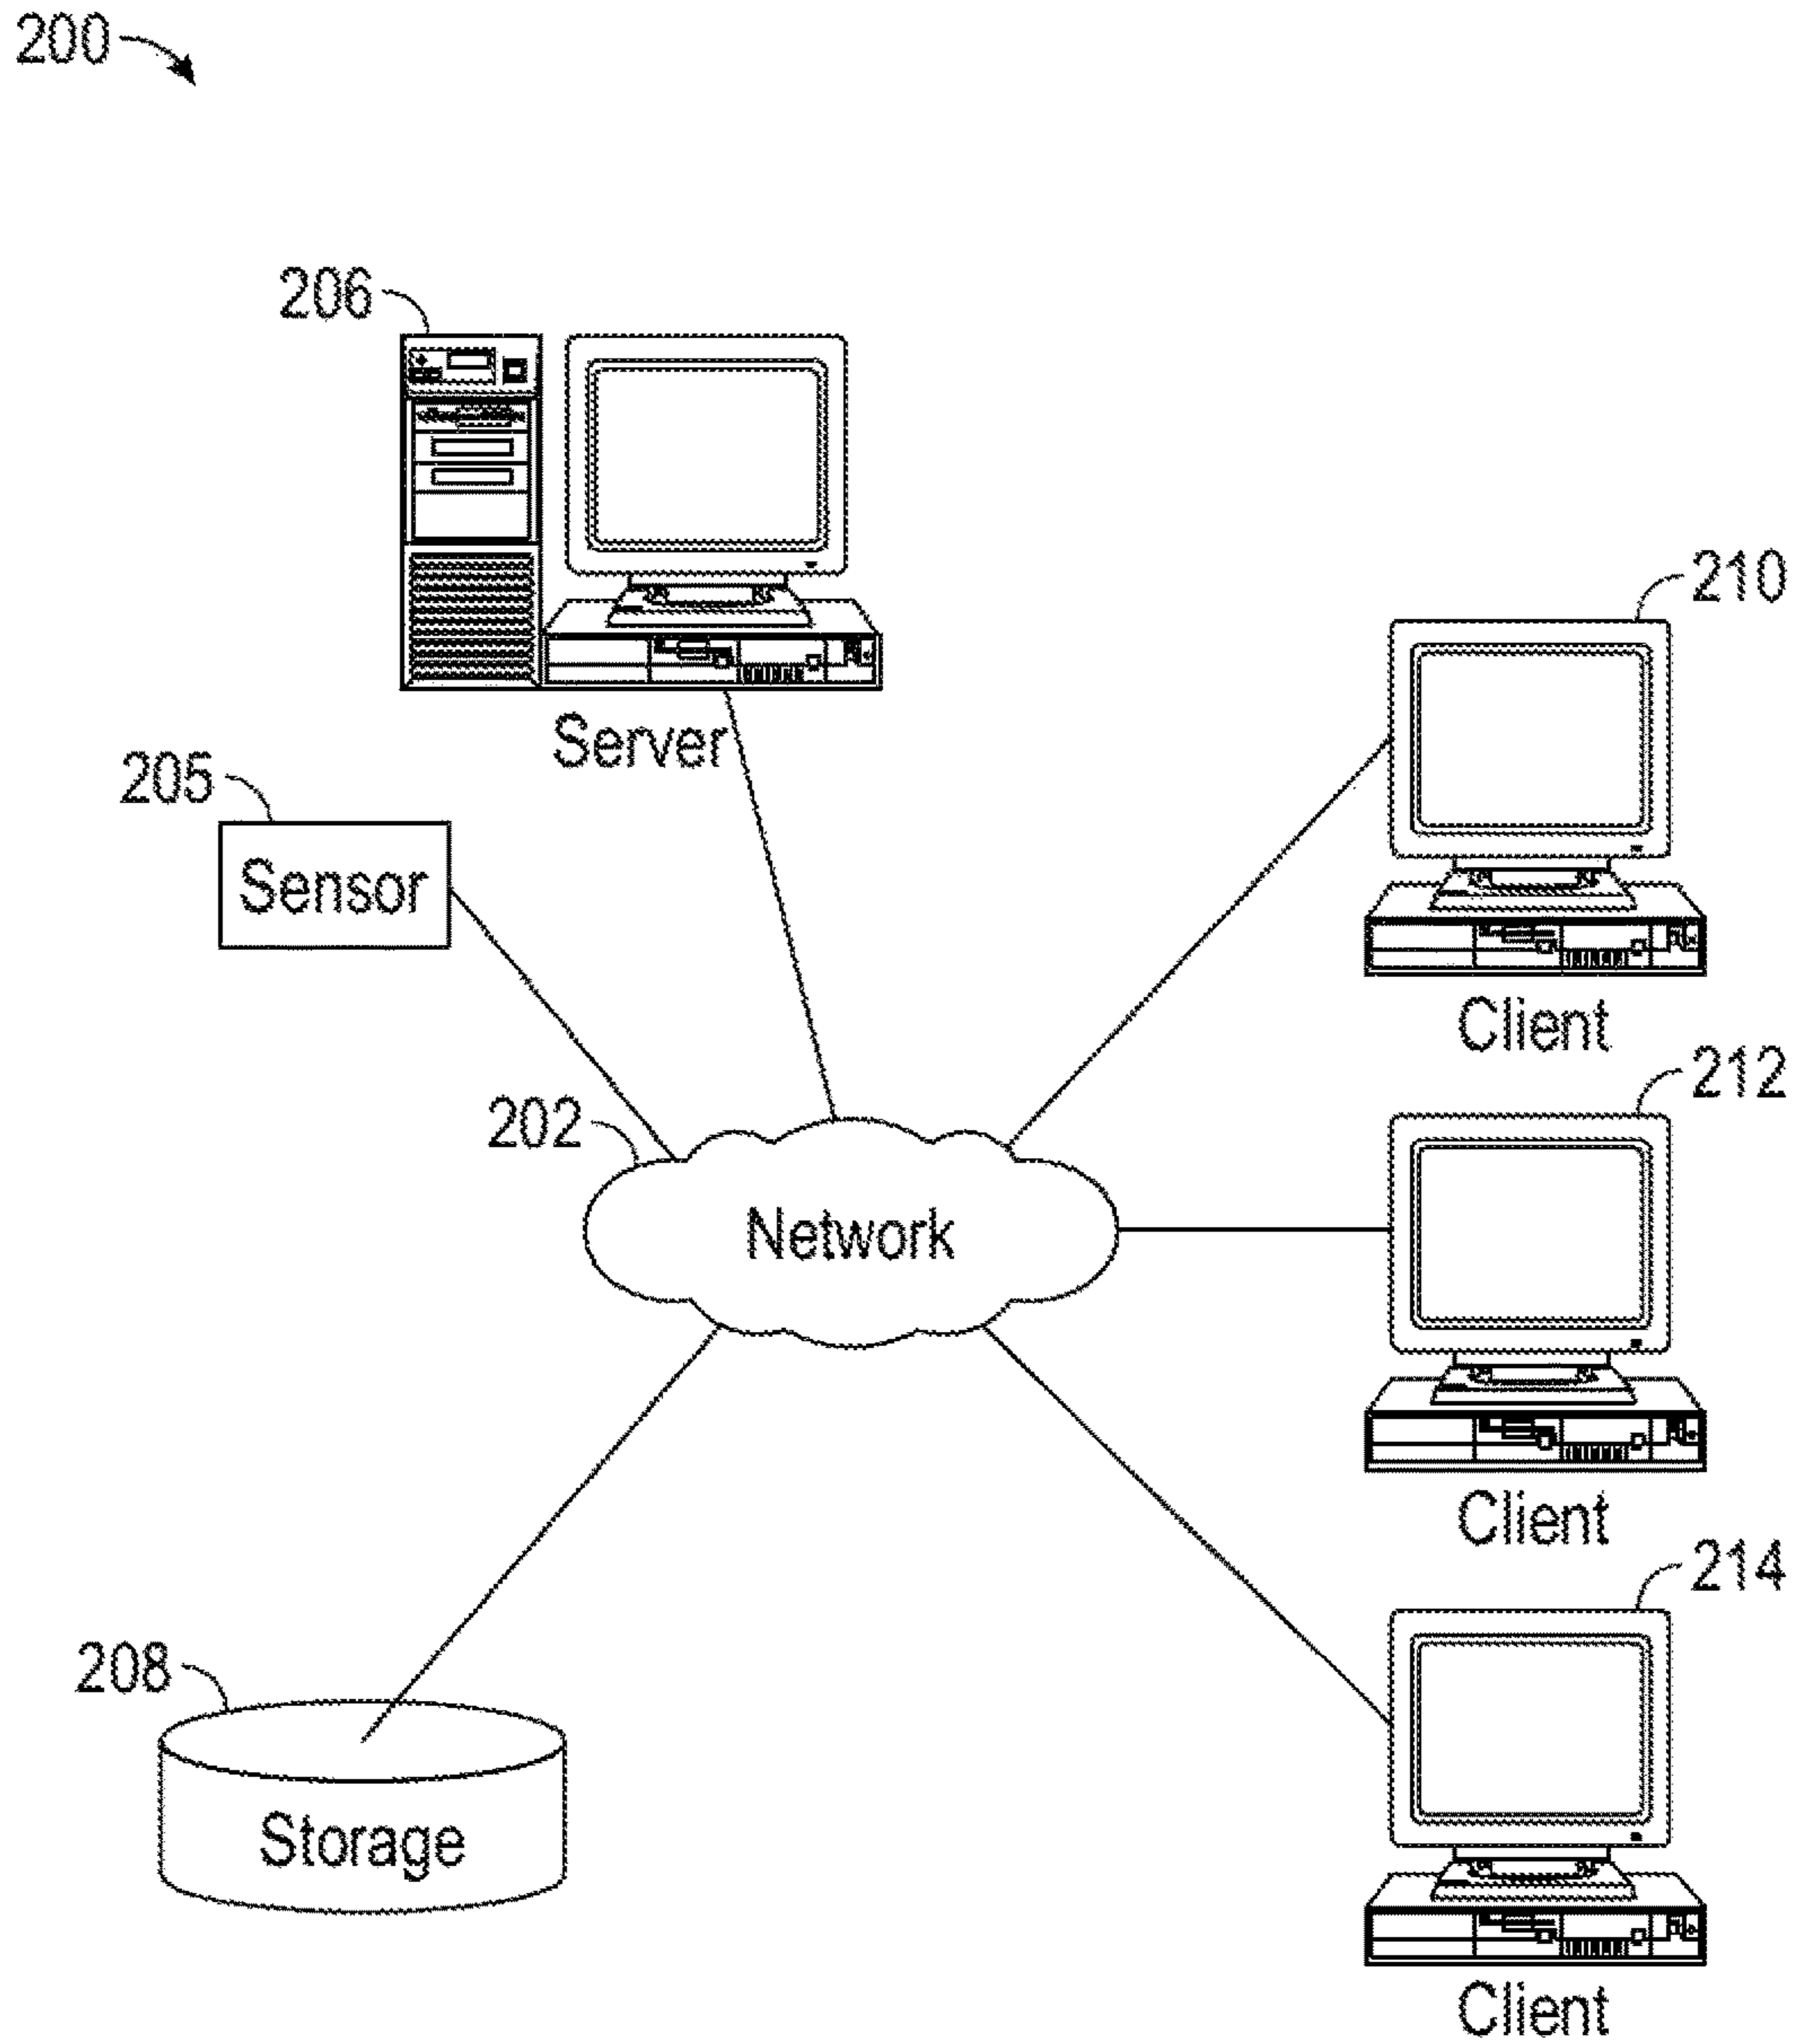 200
206
Server
205
Sensor
210
Client
202
Network
212
Client
208
Storage
214
Client